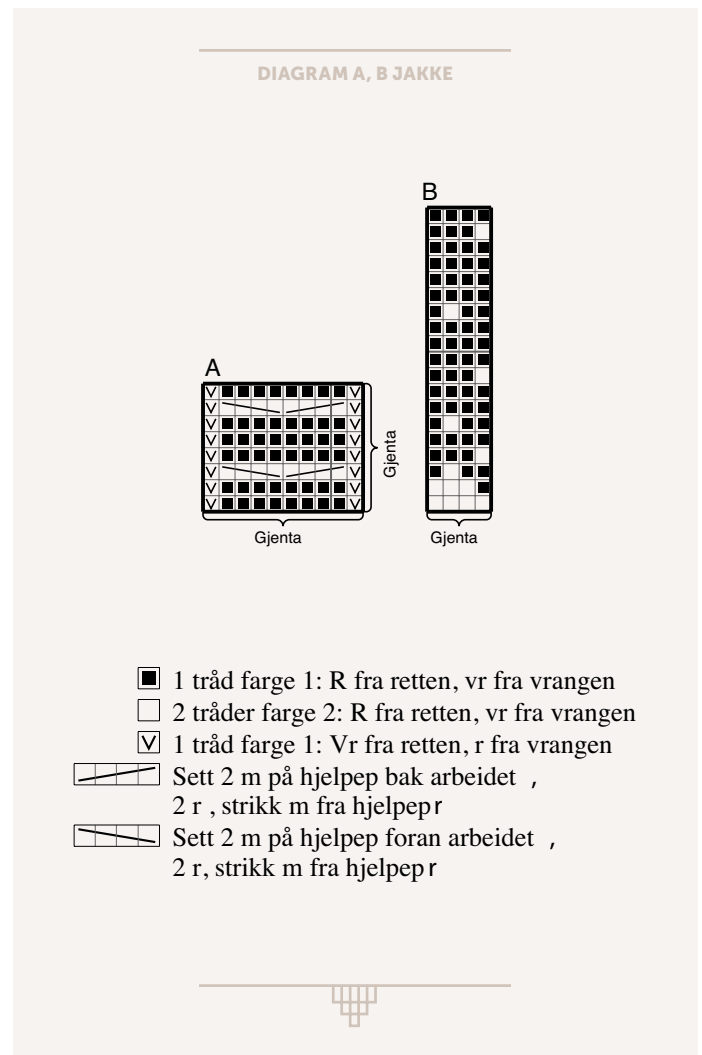 DIAGRAM A, B JAKKE
B
A
Gjenta
Gjenta
Gjenta
1 tråd farge 1: R fra retten, vr fra vrangen
2 tråder farge 2: R fra retten, vr fra vrangen
V 1 tråd farge 1: Vr fra retten, r fra vrangen
Sett 2 m på hjelpep bak arbeidet ,
2 r , strikk m fra hjelpep r
Sett 2 m på hjelpep foran arbeidet ,
2 r, strikk m fra hjelpep r